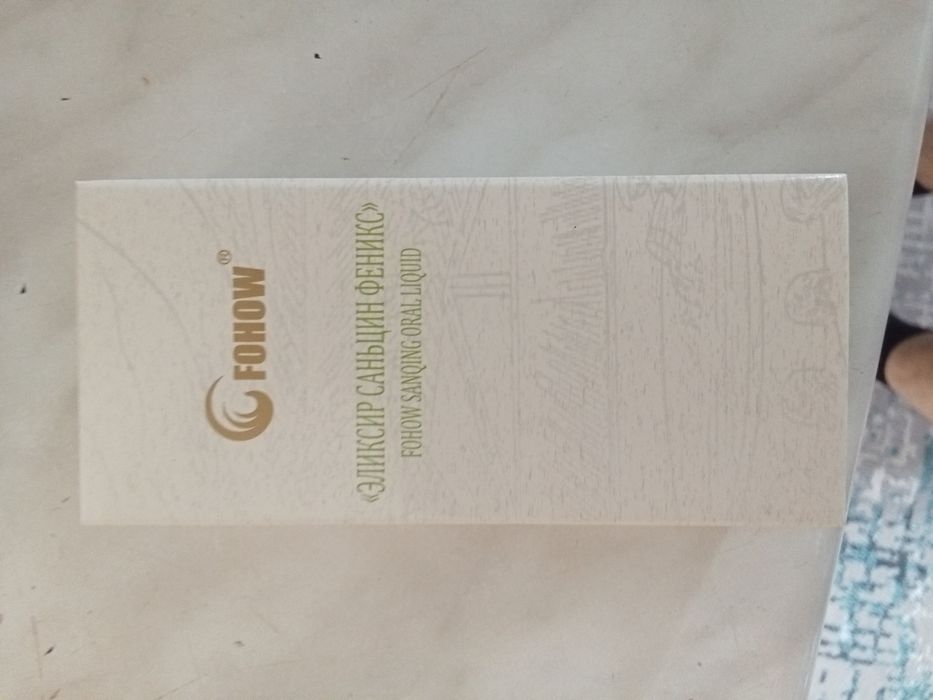 FOHOW®
«ЭЛИКСИР САНЬЦИН ФЕНИКС»
FOHOW SANQING ORAL LIQUID